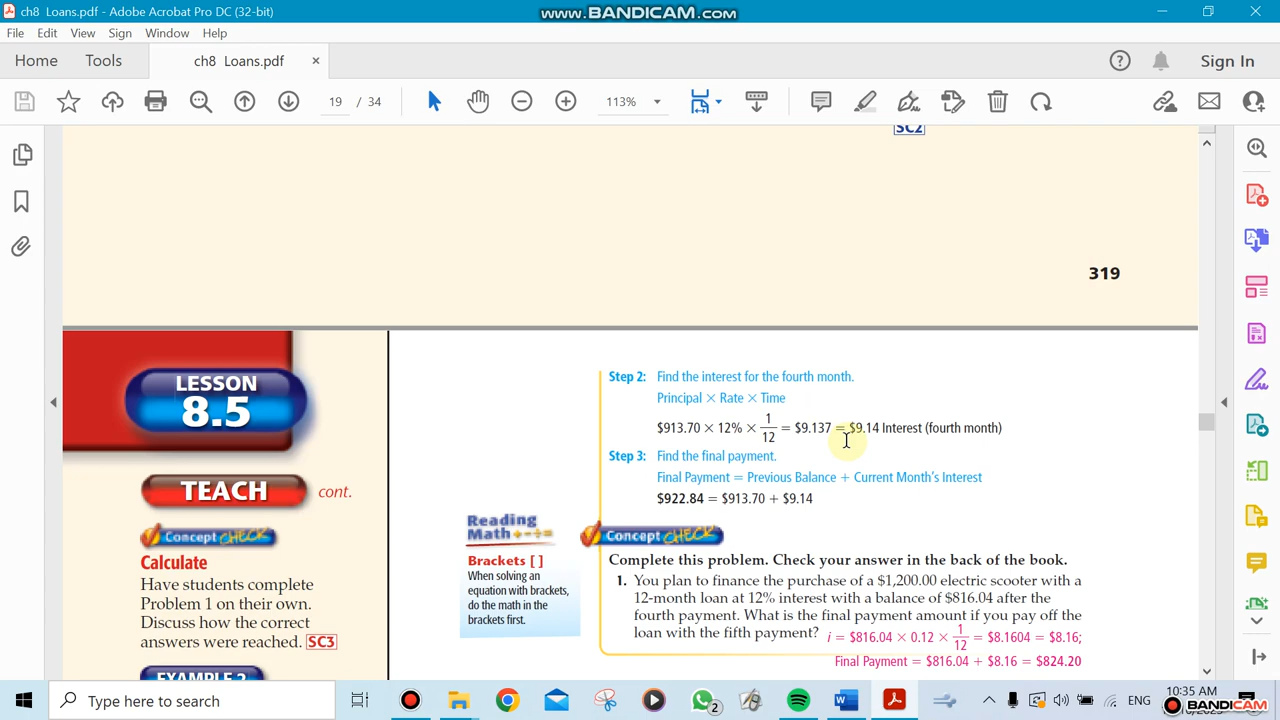 ch8 Loans.pdf - Adobe Acrobat Pro DC (32-bit)
www.BANDICAM.com
File Edit View Sign Window Help
Home Tools ch8 Loans.pdf × Sign In
19 / 34 113%
SC2
319
LESSON
8.5
TEACH cont.
Concept CHECK
Calculate
Have students complete
Problem 1 on their own.
Discuss how the correct
answers were reached. SC3
EXAMPLE 2
Step 2: Find the interest for the fourth month.
Principal × Rate × Time
$913.70 × 12% × 1/12 = $9.137 = $9.14 Interest (fourth month)
Step 3: Find the final payment.
Final Payment = Previous Balance + Current Month's Interest
$922.84 = $913.70 + $9.14
Reading
Math + - ÷ =
Brackets [ ]
When solving an
equation with brackets,
do the math in the
brackets first.
Concept CHECK
Complete this problem. Check your answer in the back of the book.
1. You plan to finance the purchase of a $1,200.00 electric scooter with a
12-month loan at 12% interest with a balance of $816.04 after the
fourth payment. What is the final payment amount if you pay off the
loan with the fifth payment? i = $816.04 × 0.12 × 1/12 = $8.1604 = $8.16;
Final Payment = $816.04 + $8.16 = $824.20
Type here to search
2
ENG
10:35 AM
BANDICAM